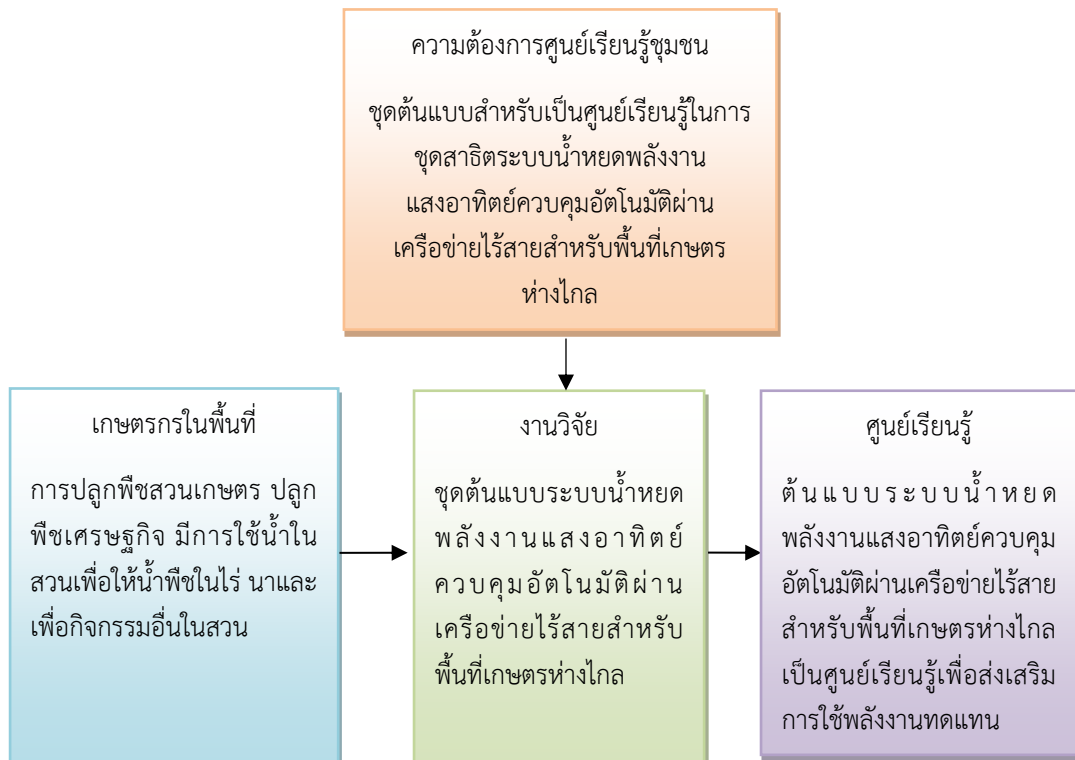 ความต้องการศูนย์เรียนรู้ชุมชน
ชุดต้นแบบสำหรับเป็นศูนย์เรียนรู้ในการ
ชุดสาธิตระบบน้ำหยดพลังงาน
แสงอาทิตย์ควบคุมอัตโนมัติผ่าน
เครือข่ายไร้สายสำหรับพื้นที่เกษตร
ห่างไกล
เกษตรกรในพื้นที่
การปลูกพืชสวนเกษตร ปลูก
พืชเศรษฐกิจ มีการใช้น้ำใน
สวนเพื่อให้น้ำพืชในไร่ นาและ
เพื่อกิจกรรมอื่นในสวน
งานวิจัย
ชุดต้นแบบระบบน้ำหยด
พลังงานแสงอาทิตย์
ควบคุมอัตโนมัติผ่าน
เครือข่ายไร้สายสำหรับ
พื้นที่เกษตรห่างไกล
ศูนย์เรียนรู้
ต้นแบบระบบน้ำหยด
พลังงานแสงอาทิตย์ควบคุม
อัตโนมัติผ่านเครือข่ายไร้สาย
สำหรับพื้นที่เกษตรห่างไกล
เป็นศูนย์เรียนรู้เพื่อส่งเสริม
การใช้พลังงานทดแทน